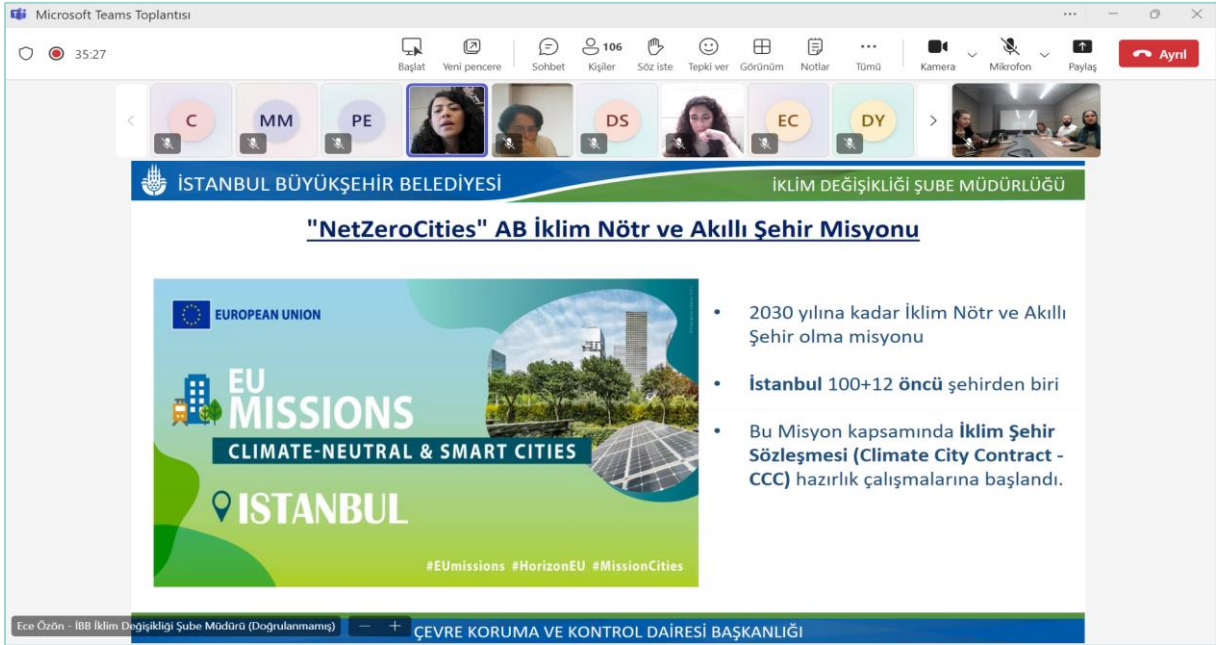 Microsoft Teams Toplantısı
35:27
Başlat
Yeni pencere
Sohbet
106
Kişiler
Söz iste
Tepki ver
Görünüm
Notlar
Tümü
Kamera
Mikrofon
Paylaş
Ayrıl
C
MM
PE
DS
EC
DY
İSTANBUL BÜYÜKŞEHİR BELEDİYESİ
İKLİM DEĞİŞİKLİĞİ ŞUBE MÜDÜRLÜĞÜ
"NetZeroCities" AB İklim Nötr ve Akıllı Şehir Misyonu
EUROPEAN UNION
EU
MISSIONS
CLIMATE-NEUTRAL & SMART CITIES
ISTANBUL
#EUmissions #HorizonEU #MissionCities
• 2030 yılına kadar İklim Nötr ve Akıllı
Şehir olma misyonu
• İstanbul 100+12 öncü şehirden biri
• Bu Misyon kapsamında İklim Şehir
Sözleşmesi (Climate City Contract -
CCC) hazırlık çalışmalarına başlandı.
Ece Özön - İBB İklim Değişikliği Şube Müdürü (Doğrulanmamış)
ÇEVRE KORUMA VE KONTROL DAİRESİ BAŞKANLIĞI